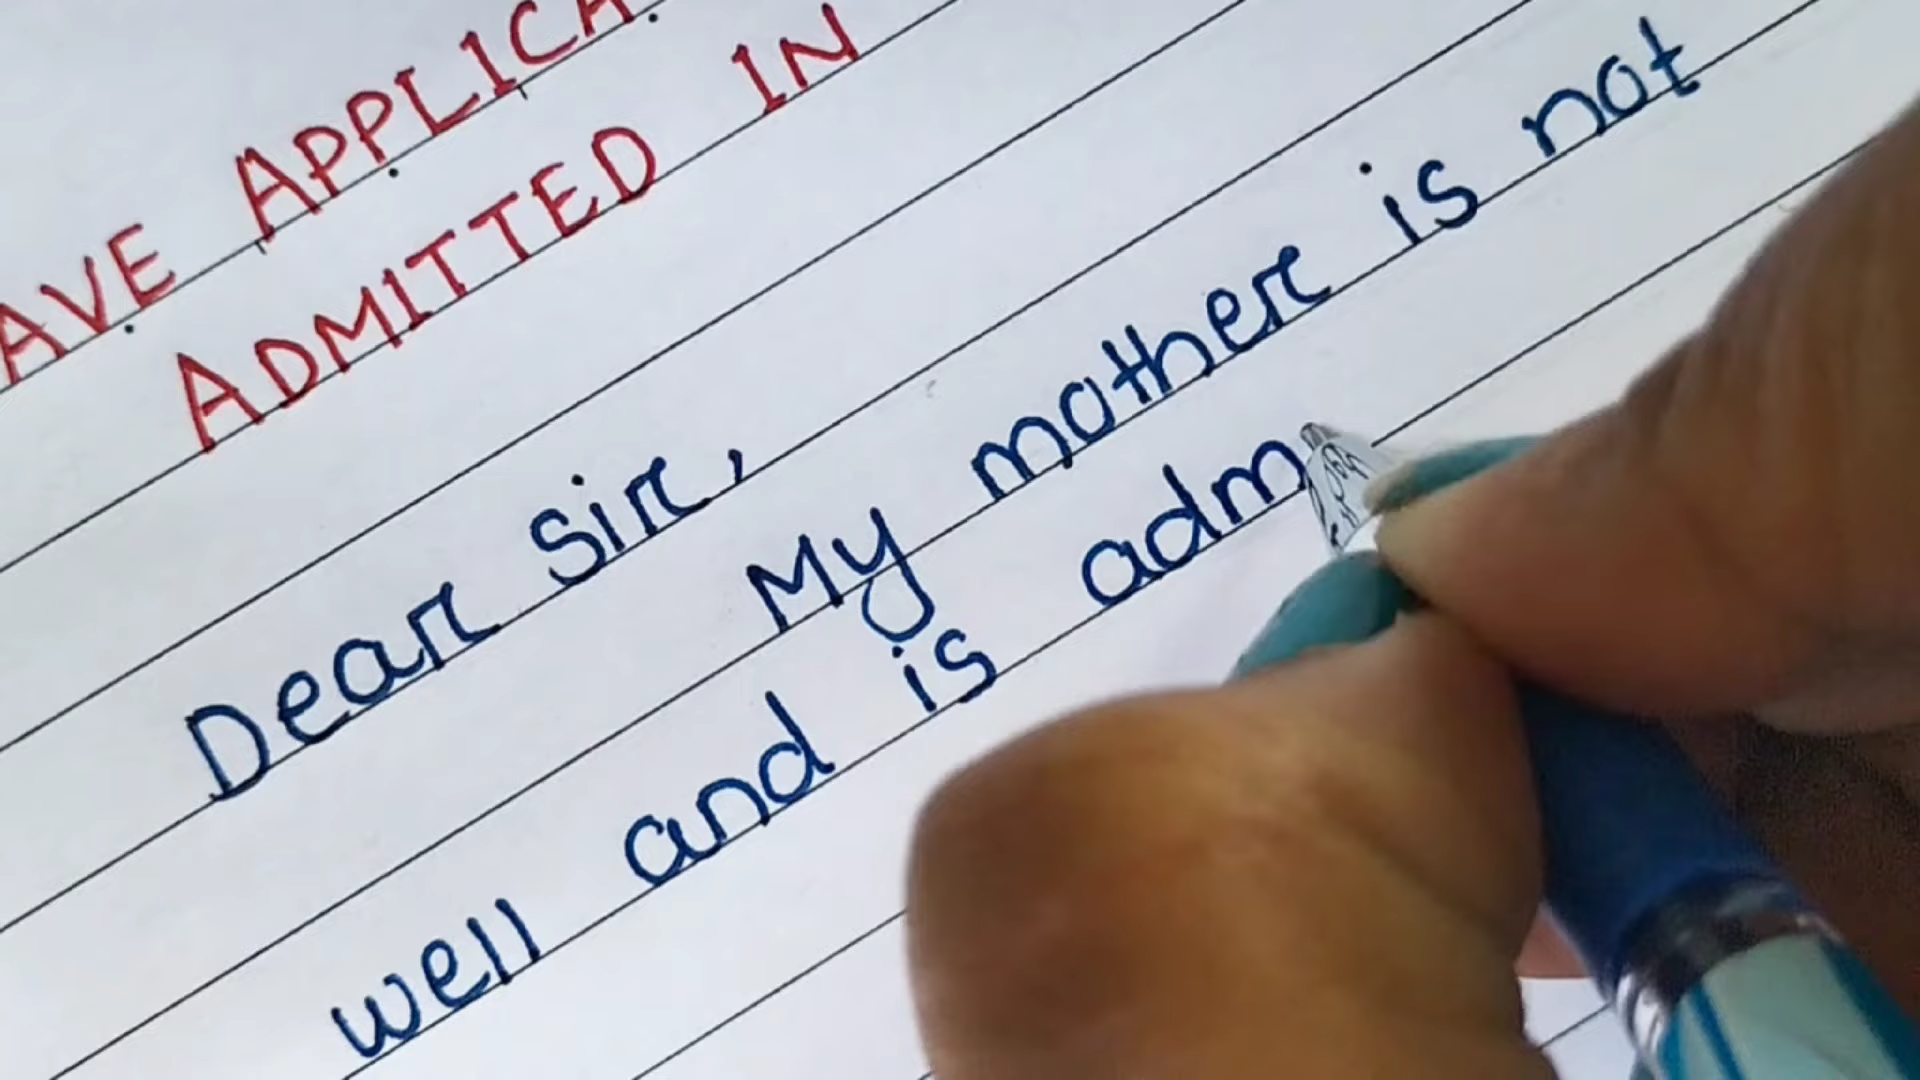 AVE APPLICA
ADMITTED IN
Dear Sir,
My mother is not
well and is adm